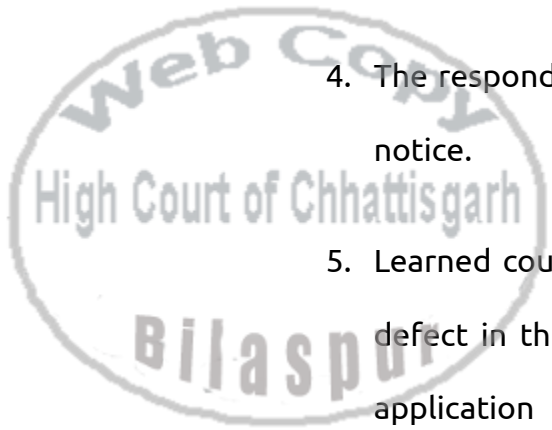 Web Copy
High Court of Chhattisgarh
Bilaspur
4. The respond
notice.
5. Learned cou
defect in th
application